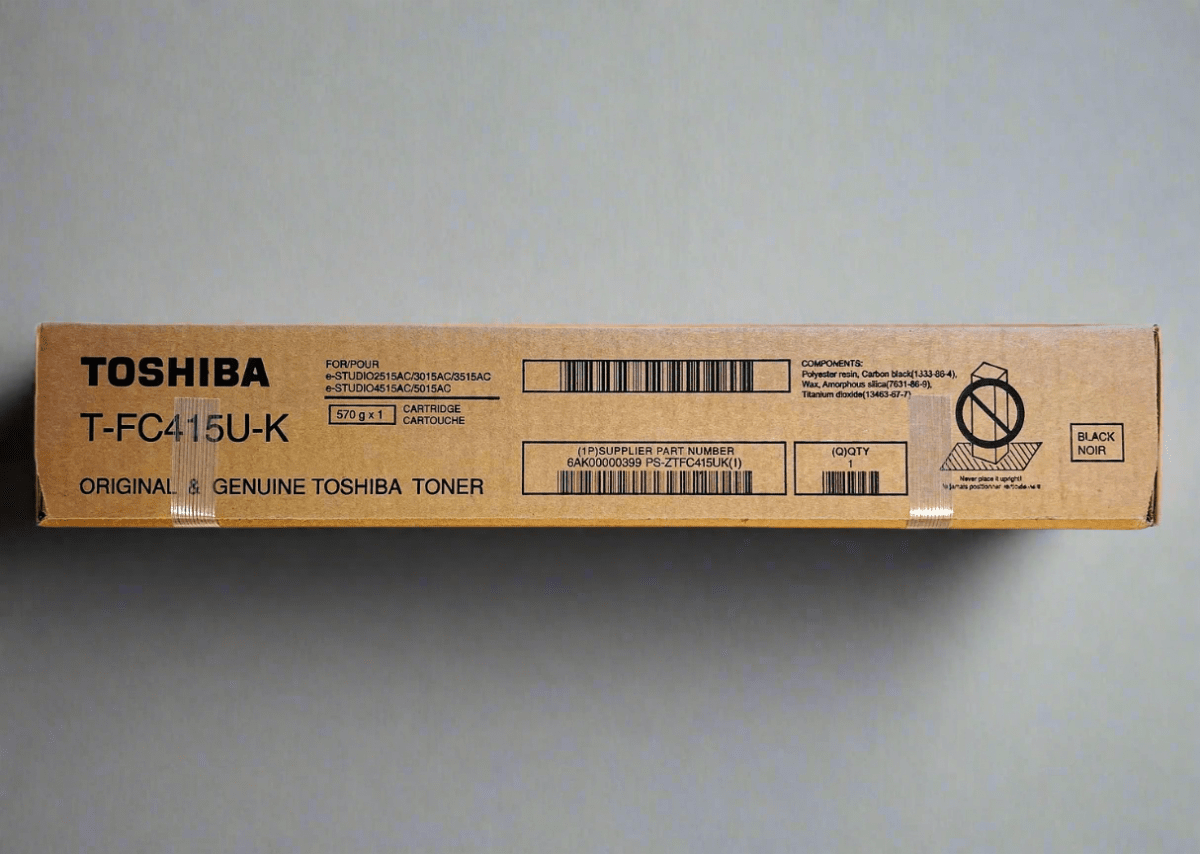 TOSHIBA
T-FC415U-K
ORIGINAL & GENUINE TOSHIBA TONER
FOR/POUR
e-STUDIO2515AC/3015AC/3515AC
e-STUDIO4515AC/5015AC
570 g x 1
CARTRIDGE
CARTOUCHE
(1P)SUPPLIER PART NUMBER
6AK00000399 PS-ZTFC415UK(I)
(Q)QTY
1
COMPONENTS:
Polyester resin, Carbon black(1333-86-4),
Wax, Amorphous silica(7631-86-9),
Titanium dioxide(13463-67-7)
Never place it upright!
jamais positionner
BLACK
NOIR